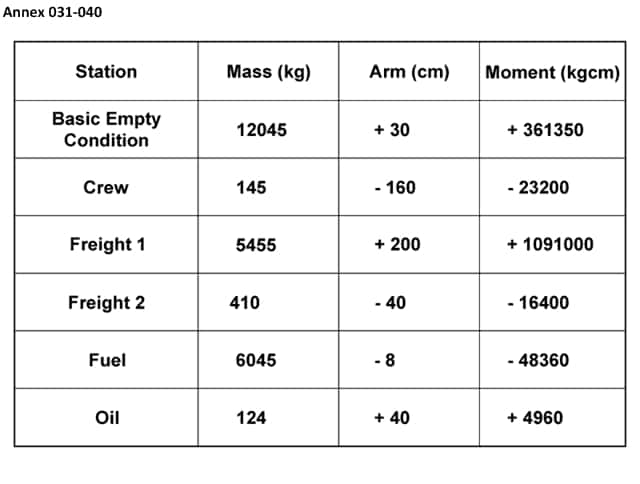 Annex 031-040
Station Mass (kg) Arm (cm) Moment (kgcm)
Basic Empty
Condition 12045 + 30 + 361350
Crew 145 - 160 - 23200
Freight 1 5455 + 200 + 1091000
Freight 2 410 - 40 - 16400
Fuel 6045 - 8 - 48360
Oil 124 + 40 + 4960